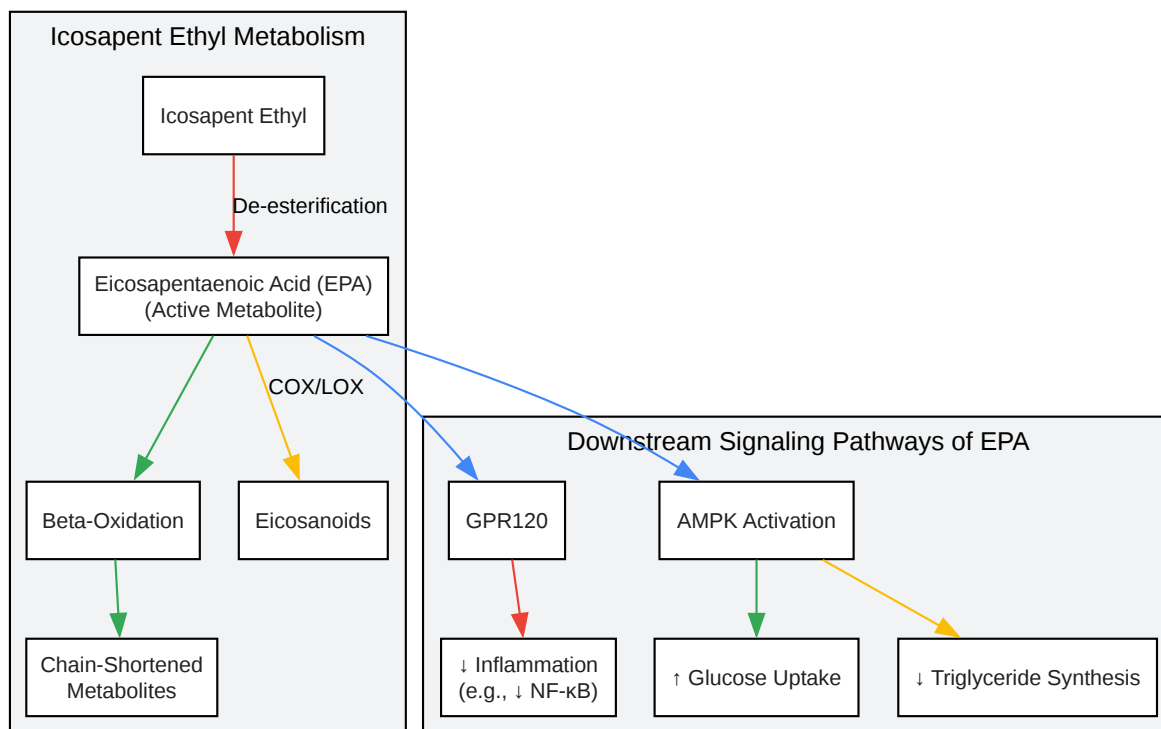 Icosapent Ethyl Metabolism
Icosapent Ethyl
De-esterification
Eicosapentaenoic Acid (EPA)
(Active Metabolite)
COX/LOX
Downstream Signaling Pathways of EPA
Beta-Oxidation
Eicosanoids
GPR120
AMPK Activation
Chain-Shortened
Metabolites
↓ Inflammation
(e.g., ↓ NF-κB)
↑ Glucose Uptake
↓ Triglyceride Synthesis